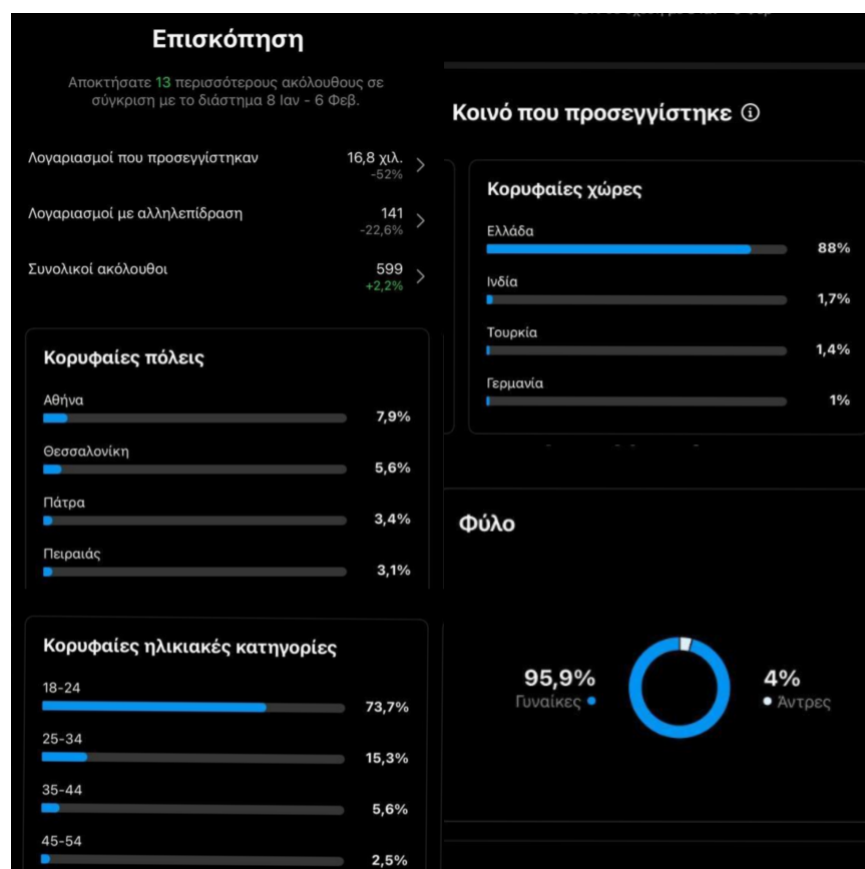 Επισκόπηση
Αποκτήσατε 13 περισσότερους ακόλουθους σε
σύγκριση με το διάστημα 8 Ιαν - 6 Φεβ.
Λογαριασμοί που προσεγγίστηκαν 16,8 χιλ.
-52%
Λογαριασμοί με αλληλεπίδραση 141
-22,6%
Συνολικοί ακόλουθοι 599
+2,2%
Κορυφαίες πόλεις
Αθήνα
7,9%
Θεσσαλονίκη
5,6%
Πάτρα
3,4%
Πειραιάς
3,1%
Κορυφαίες ηλικιακές κατηγορίες
18-24
73,7%
25-34
15,3%
35-44
5,6%
45-54
2,5%
Κοινό που προσεγγίστηκε
Κορυφαίες χώρες
Ελλάδα
88%
Ινδία
1,7%
Τουρκία
1,4%
Γερμανία
1%
Φύλο
95,9%
Γυναίκες
4%
Άντρες